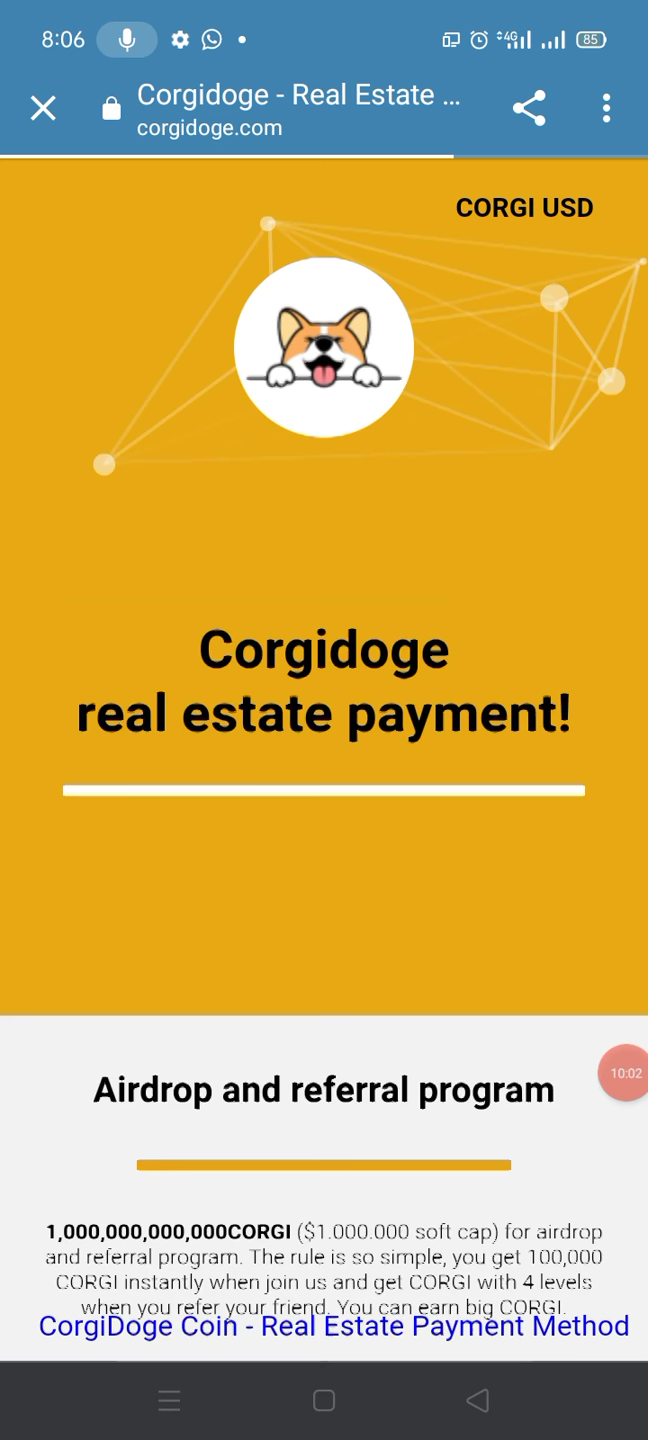 8:06
4G
85
Corgidoge - Real Estate ...
corgidoge.com
CORGI USD
Corgidoge
real estate payment!
Airdrop and referral program
10:02
1,000,000,000,000CORGI ($1.000.000 soft cap) for airdrop
and referral program. The rule is so simple, you get 100,000
CORGI instantly when join us and get CORGI with 4 levels
when you refer your friend. You can earn big CORGI.
CorgiDoge Coin - Real Estate Payment Method